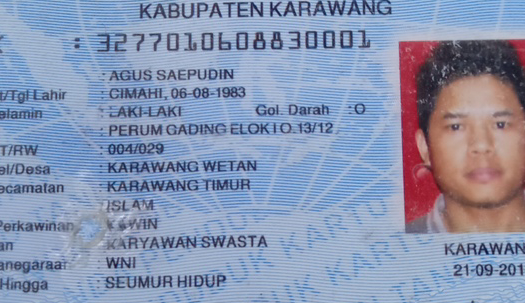 KABUPATEN KARAWANG
: 3277010608830001
: AGUS SAEPUDIN
t/Tgl Lahir : CIMAHI, 06-08-1983
elamin : LAKI-LAKI Gol. Darah : O
: PERUM GADING ELOK I O.13/12
T/RW : 004/029
el/Desa : KARAWANG WETAN
ecamatan : KARAWANG TIMUR
: ISLAM
Perkawinan : KAWIN
an : KARYAWAN SWASTA
anegaraan : WNI
Hingga : SEUMUR HIDUP
KARAWAN
21-09-201